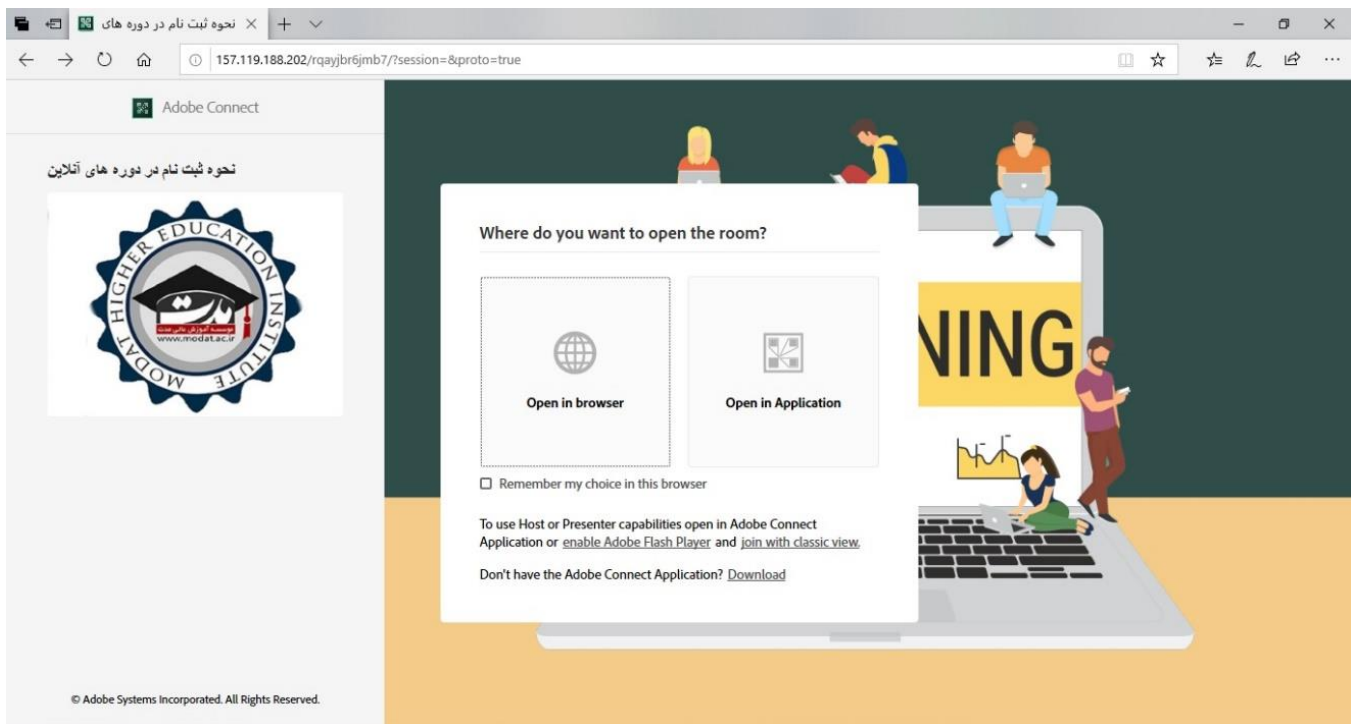 نحوه ثبت نام در دوره های
157.119.188.202/rqayjbr6jmb7/?session=&proto=true
Adobe Connect
نحوه ثبت نام در دوره های آنلاین
MODAT HIGHER EDUCATION INSTITUTE
مدت
موسسه آموزش عالی مدت
www.modat.ac.ir
© Adobe Systems Incorporated. All Rights Reserved.
Where do you want to open the room?
Open in browser
Open in Application
Remember my choice in this browser
To use Host or Presenter capabilities open in Adobe Connect
Application or enable Adobe Flash Player and join with classic view.
Don't have the Adobe Connect Application? Download
NING